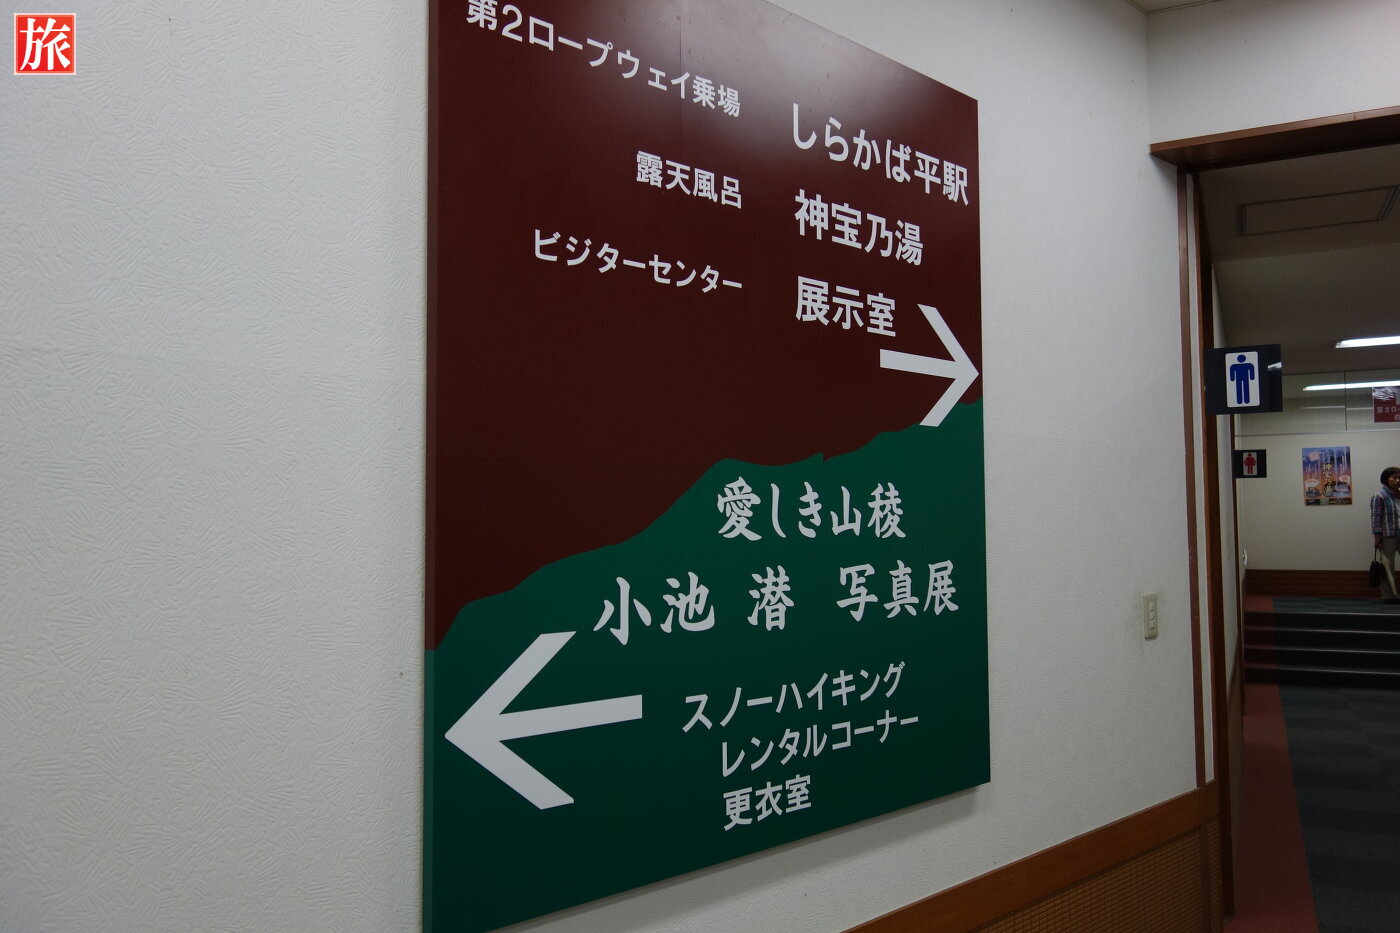 旅
第2ロープウェイ乗場 しらかば平駅
露天風呂 神宝乃湯
ビジターセンター 展示室
愛しき山稜
小池 潜 写真展
スノーハイキング
レンタルコーナー
更衣室